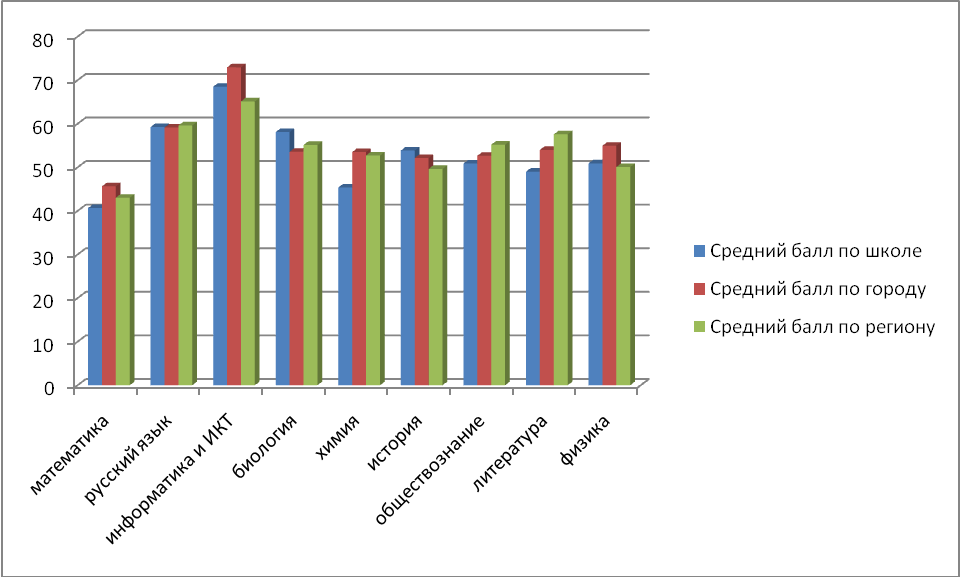 80
70
60
50
40
30
20
10
0
математика
русский язык
информатика и ИКТ
биология
химия
история
обществознание
литература
физика
Средний балл по школе
Средний балл по городу
Средний балл по региону